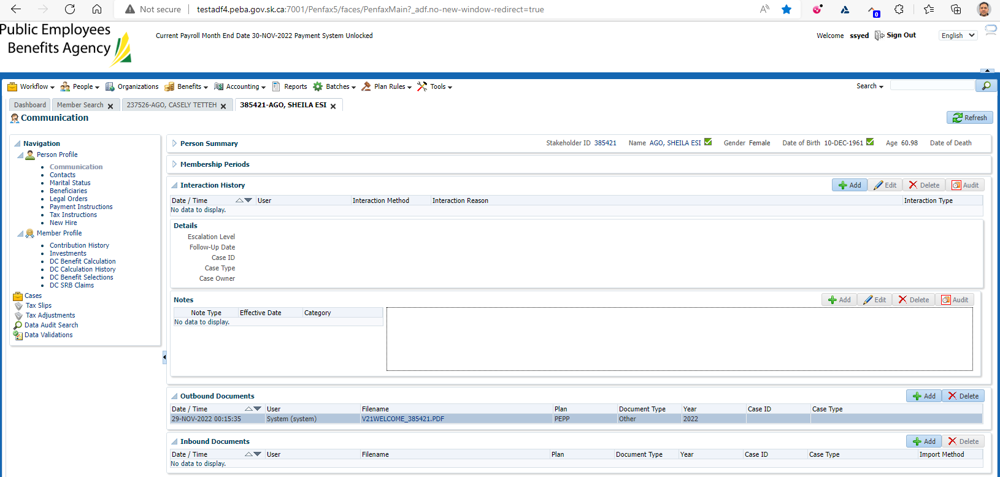 Not secure testadf4.peba.gov.sk.ca:7001/Penfax5/faces/PenfaxMain?_adf.no-new-window-redirect=true
0
Public Employees
Benefits Agency
Current Payroll Month End Date 30-NOV-2022 Payment System Unlocked
Welcome ssyed Sign Out English
Workflow People Organizations Benefits Accounting Reports Batches Plan Rules Tools Search
Dashboard Member Search 237526-AGO, CASELY TETTEH 385421-AGO, SHEILA ESI
Communication
Refresh
Navigation
Person Profile
Communication
Contacts
Marital Status
Beneficiaries
Legal Orders
Payment Instructions
Tax Instructions
New Hire
Member Profile
Contribution History
Investments
DC Benefit Calculation
DC Calculation History
DC Benefit Selections
DC SRB Claims
Cases
Tax Slips
Tax Adjustments
Data Audit Search
Data Validations
Person Summary Stakeholder ID 385421 Name AGO, SHEILA ESI Gender Female Date of Birth 10-DEC-1961 Age 60.98 Date of Death
Membership Periods
Interaction History Add Edit Delete Audit
Date / Time User Interaction Method Interaction Reason Interaction Type
No data to display.
Details
Escalation Level
Follow-Up Date
Case ID
Case Type
Case Owner
Notes Add Edit Delete Audit
Note Type Effective Date Category
No data to display.
Outbound Documents Add Delete
Date / Time User Filename Plan Document Type Year Case ID Case Type
29-NOV-2022 00:15:35 System (system) V21WELCOME_385421.PDF PEPP Other 2022
Inbound Documents Add Delete
Date / Time User Filename Plan Document Type Year Case ID Case Type Import Method
No data to display.